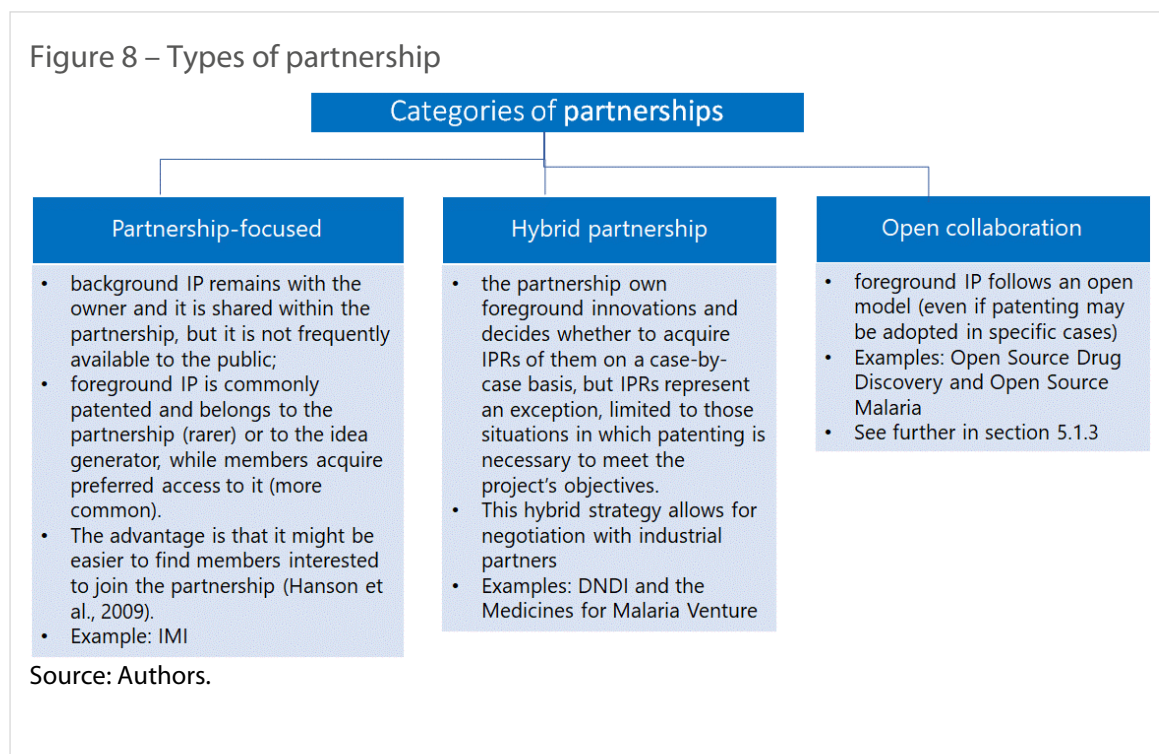 Figure 8 – Types of partnership
Categories of partnerships
Partnership-focused
• background IP remains with the
owner and it is shared within the
partnership, but it is not frequently
available to the public;
• foreground IP is commonly
patented and belongs to the
partnership (rarer) or to the idea
generator, while members acquire
preferred access to it (more
common).
• The advantage is that it might be
easier to find members interested
to join the partnership (Hanson et
al., 2009).
• Example: IMI
Hybrid partnership
• the partnership own
foreground innovations and
decides whether to acquire
IPRs of them on a case-by-
case basis, but IPRs represent
an exception, limited to those
situations in which patenting is
necessary to meet the
project's objectives.
• This hybrid strategy allows for
negotiation with industrial
partners
• Examples: DNDI and the
Medicines for Malaria Venture
Open collaboration
• foreground IP follows an open
model (even if patenting may
be adopted in specific cases)
• Examples: Open Source Drug
Discovery and Open Source
Malaria
• See further in section 5.1.3
Source: Authors.